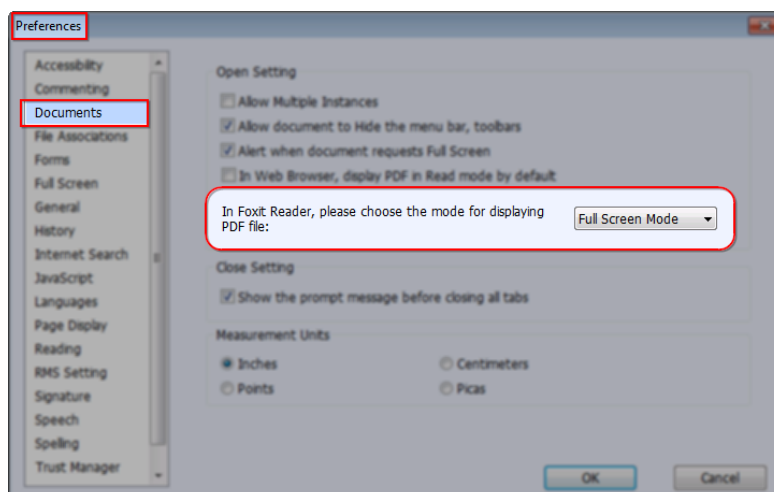 Preferences
Accessibility
Commenting
Documents
File Associations
Forms
Full Screen
General
History
Internet Search
JavaScript
Languages
Page Display
Reading
RMS Setting
Signature
Speech
Spelling
Trust Manager
Open Setting
Allow Multiple Instances
Allow document to Hide the menu bar, toolbars
Alert when document requests Full Screen
In Web Browser, display PDF in Read mode by default
In Foxit Reader, please choose the mode for displaying
PDF file:
Full Screen Mode
Close Setting
Show the prompt message before closing all tabs
Measurement Units
Inches
Centimeters
Points
Picas
OK
Cancel